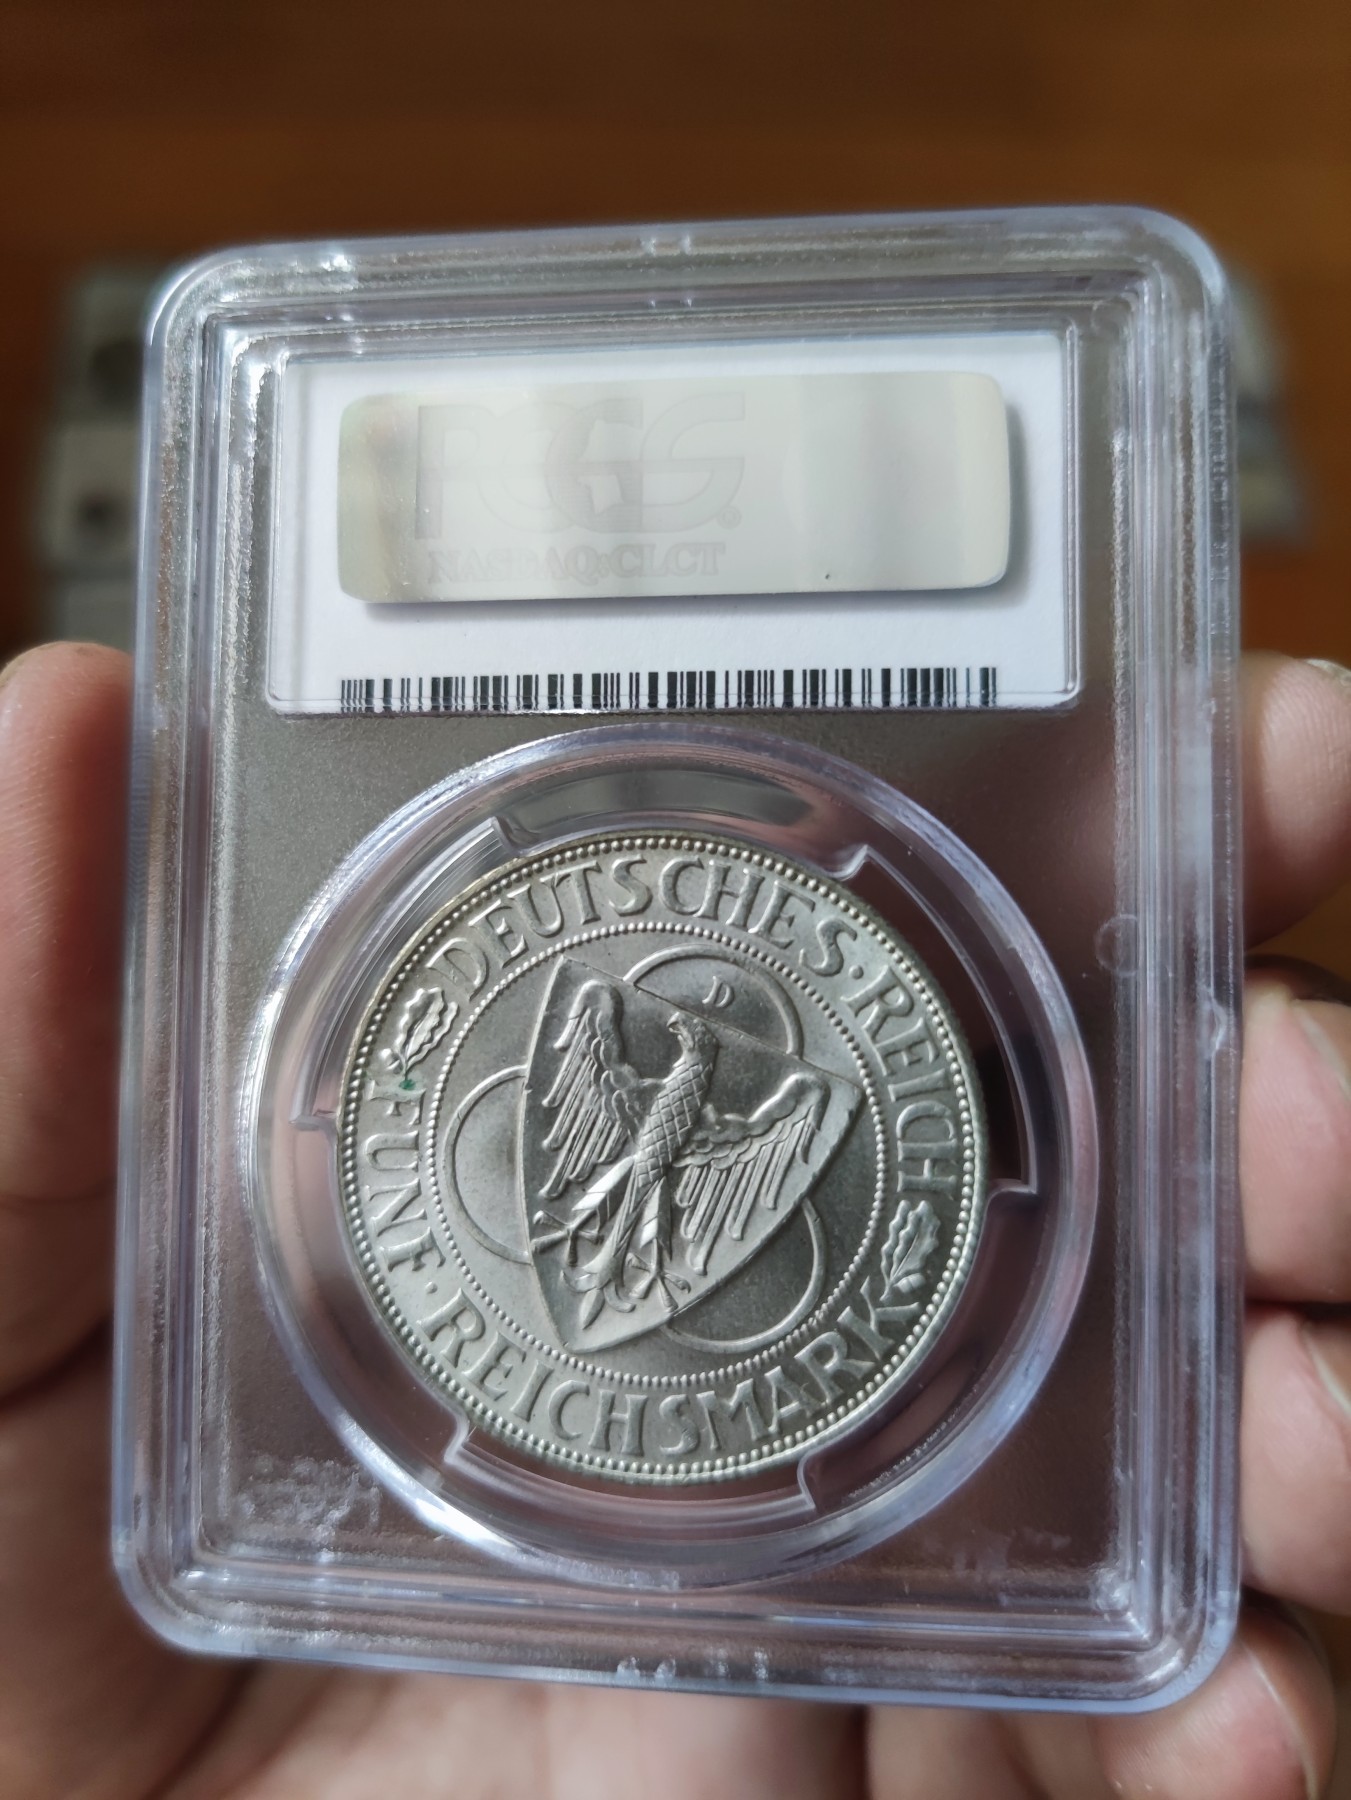 PCGS®
NASDAQ:CLCT
DEUTSCHES·REICH
D
FÜNF·REICHSMARK